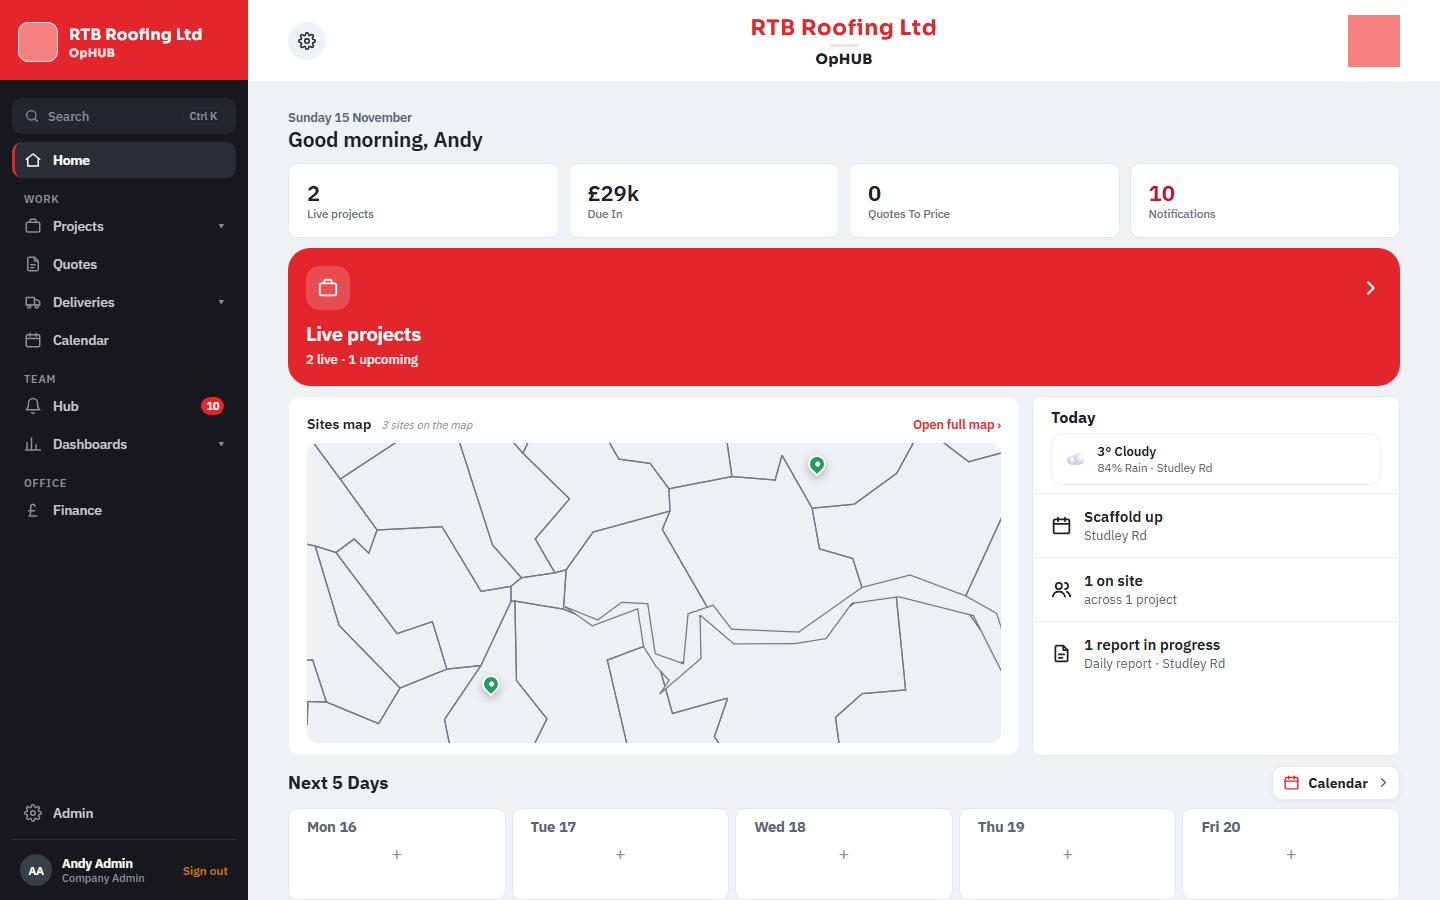 RTB Roofing Ltd
OpHUB
Search
Ctrl K
Home
WORK
Projects
Quotes
Deliveries
Calendar
TEAM
Hub
10
Dashboards
OFFICE
£ Finance
Admin
AA
Andy Admin
Company Admin
Sign out
RTB Roofing Ltd
OpHUB
Sunday 15 November
Good morning, Andy
2
Live projects
£29k
Due In
0
Quotes To Price
10
Notifications
Live projects
2 live · 1 upcoming
Sites map
3 sites on the map
Open full map ›
Today
3° Cloudy
84% Rain · Studley Rd
Scaffold up
Studley Rd
1 on site
across 1 project
1 report in progress
Daily report · Studley Rd
Next 5 Days
Calendar
Mon 16
+
Tue 17
+
Wed 18
+
Thu 19
+
Fri 20
+